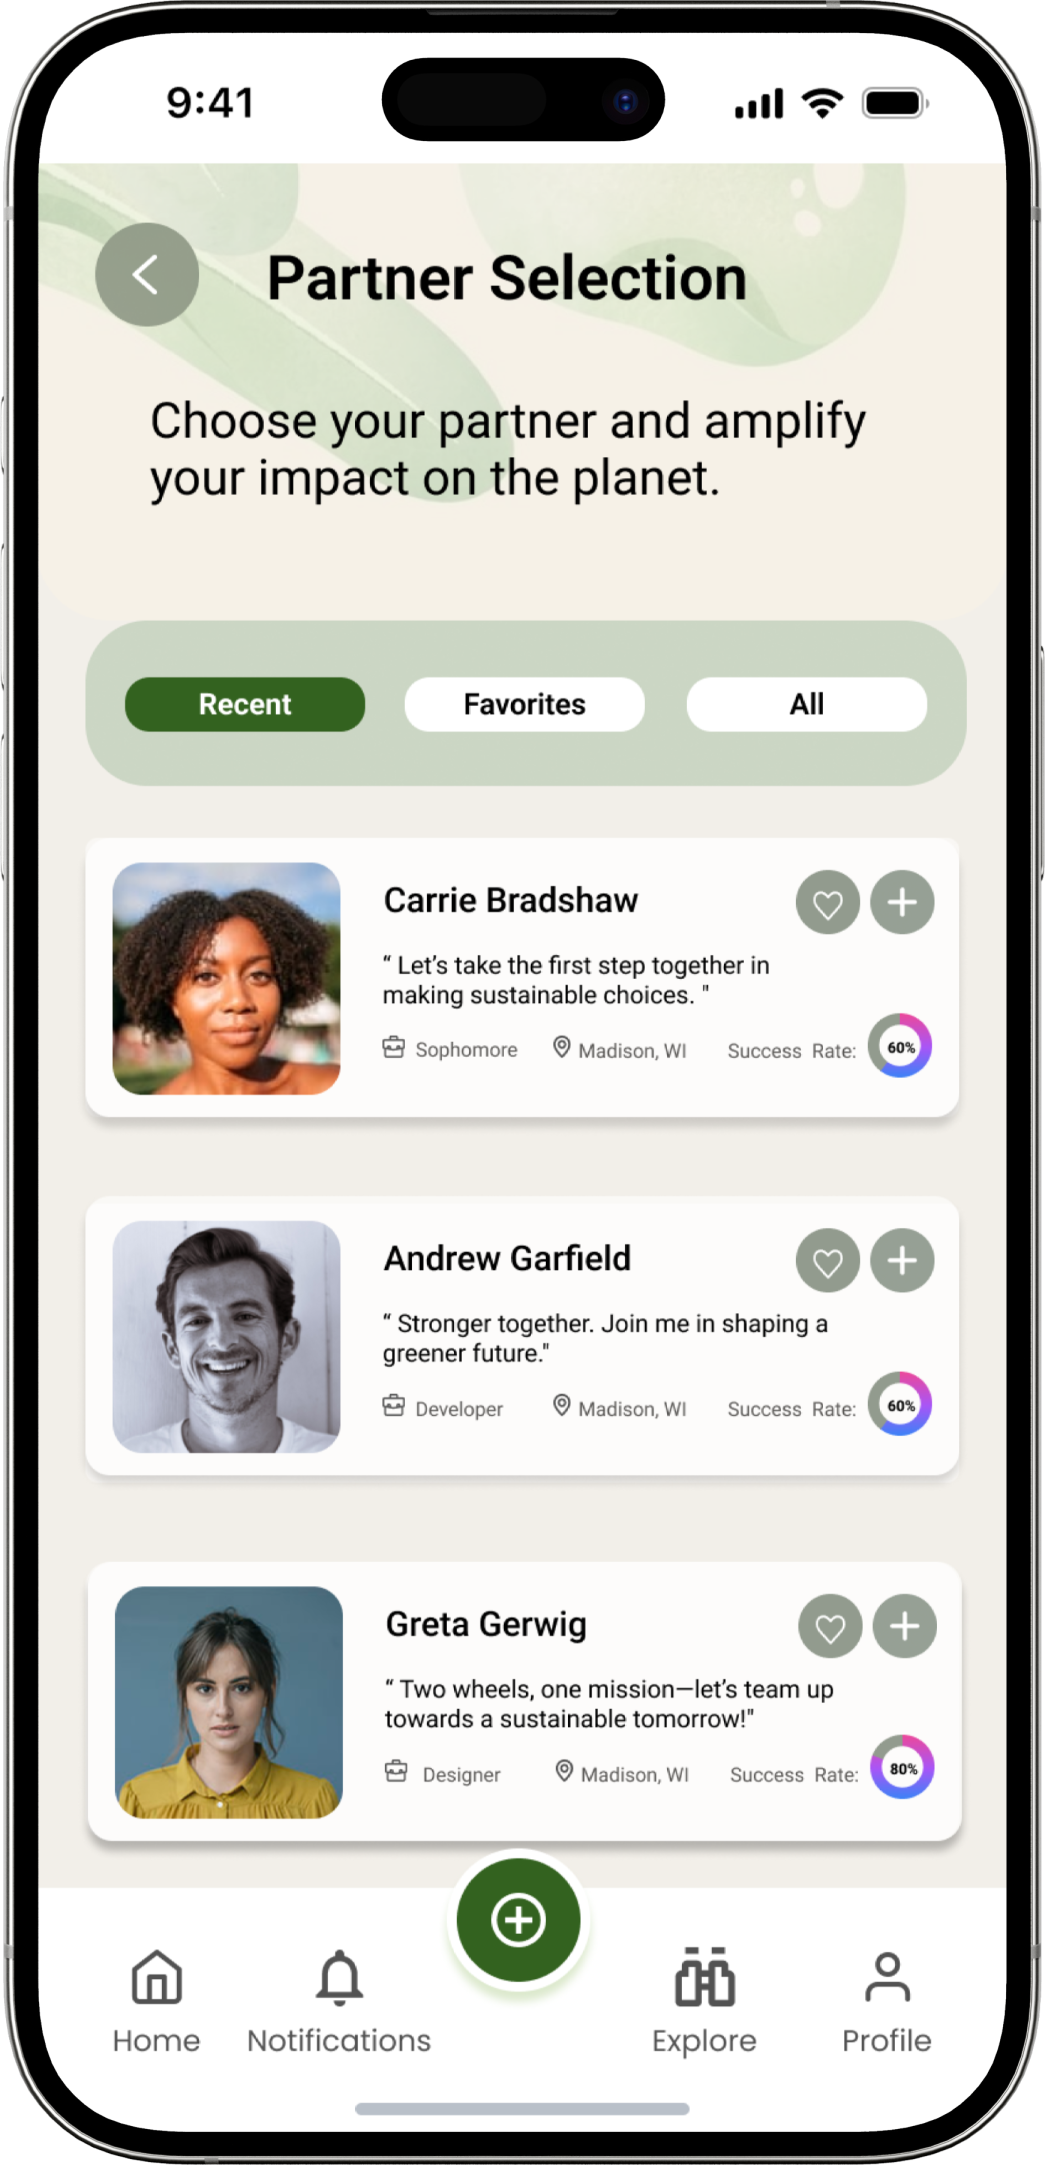 9:41
Partner Selection
Choose your partner and amplify
your impact on the planet.
Recent Favorites All
Carrie Bradshaw
“ Let’s take the first step together in
making sustainable choices. "
Sophomore Madison, WI Success Rate: 60%
Andrew Garfield
“ Stronger together. Join me in shaping a
greener future."
Developer Madison, WI Success Rate: 60%
Greta Gerwig
“ Two wheels, one mission—let’s team up
towards a sustainable tomorrow!"
Designer Madison, WI Success Rate: 80%
Home Notifications Explore Profile